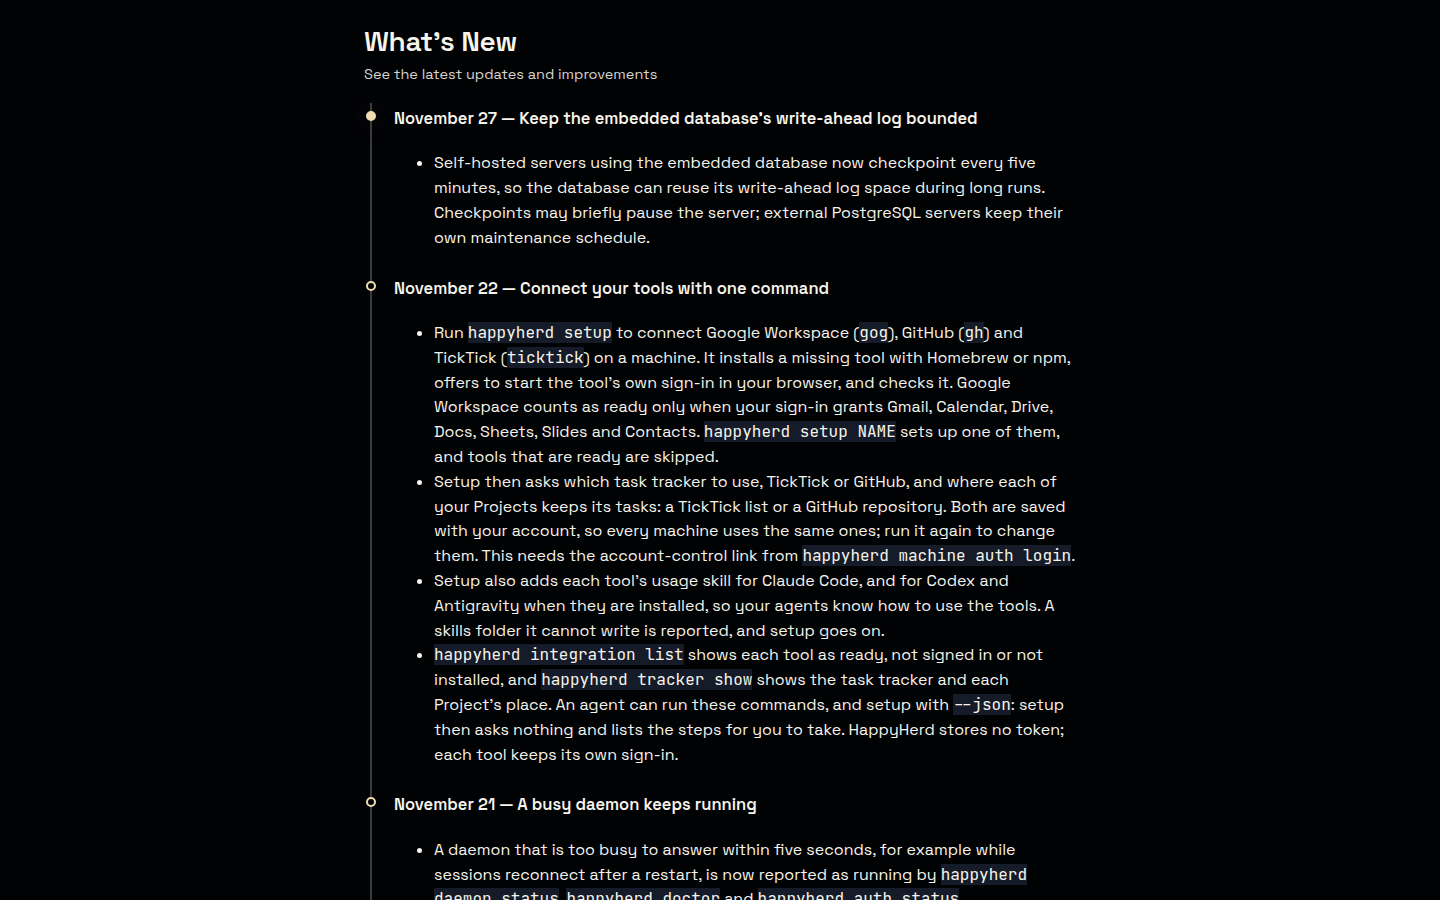 What's New
See the latest updates and improvements
November 27 — Keep the embedded database's write-ahead log bounded
Self-hosted servers using the embedded database now checkpoint every five
minutes, so the database can reuse its write-ahead log space during long runs.
Checkpoints may briefly pause the server; external PostgreSQL servers keep their
own maintenance schedule.
November 22 — Connect your tools with one command
Run happyherd setup to connect Google Workspace (gog), GitHub (gh) and
TickTick (ticktick) on a machine. It installs a missing tool with Homebrew or npm,
offers to start the tool's own sign-in in your browser, and checks it. Google
Workspace counts as ready only when your sign-in grants Gmail, Calendar, Drive,
Docs, Sheets, Slides and Contacts. happyherd setup NAME sets up one of them,
and tools that are ready are skipped.
Setup then asks which task tracker to use, TickTick or GitHub, and where each of
your Projects keeps its tasks: a TickTick list or a GitHub repository. Both are saved
with your account, so every machine uses the same ones; run it again to change
them. This needs the account-control link from happyherd machine auth login.
Setup also adds each tool's usage skill for Claude Code, and for Codex and
Antigravity when they are installed, so your agents know how to use the tools. A
skills folder it cannot write is reported, and setup goes on.
happyherd integration list shows each tool as ready, not signed in or not
installed, and happyherd tracker show shows the task tracker and each
Project's place. An agent can run these commands, and setup with --json: setup
then asks nothing and lists the steps for you to take. HappyHerd stores no token;
each tool keeps its own sign-in.
November 21 — A busy daemon keeps running
A daemon that is too busy to answer within five seconds, for example while
sessions reconnect after a restart, is now reported as running by happyherd
daemon status, happyherd doctor and happyherd auth status